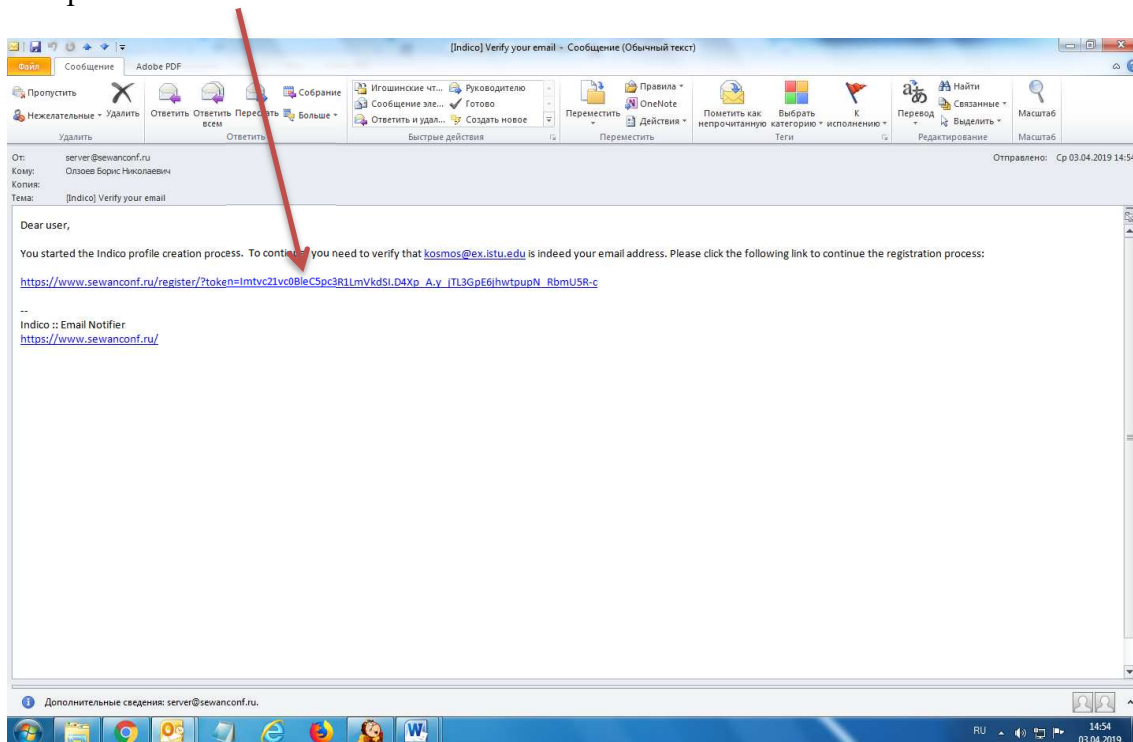 [Indico] Verify your email - Сообщение (Обычный текст)
Файл Сообщение Adobe PDF
Пропустить
Нежелательные
Удалить
Ответить
Ответить всем
Переслать
Собрание
Больше
Игошинские чт...
Руководителю
Сообщение эле...
Готово
Ответить и удал...
Создать новое
Переместить
Правила
OneNote
Действия
Пометить как непрочитанную
Выбрать категорию
К исполнению
Перевод
Найти
Связанные
Выделить
Масштаб
Удалить Ответить Быстрые действия Переместить Теги Редактирование Масштаб
От: server@sewanconf.ru
Отправлено: Ср 03.04.2019 14:54
Кому: Олзоев Борис Николаевич
Копия:
Тема: [Indico] Verify your email
Dear user,
You started the Indico profile creation process. To continue you need to verify that kosmos@ex.istu.edu is indeed your email address. Please click the following link to continue the registration process:
https://www.sewanconf.ru/register/?token=Imtvc21vc0BleC5pc3R1LmVkdSI.D4Xp_A.y_jTL3GpE6jhwtpupN_RbmU5R-c
--
Indico :: Email Notifier
https://www.sewanconf.ru/
Дополнительные сведения: server@sewanconf.ru.
RU
14:54
03.04.2019